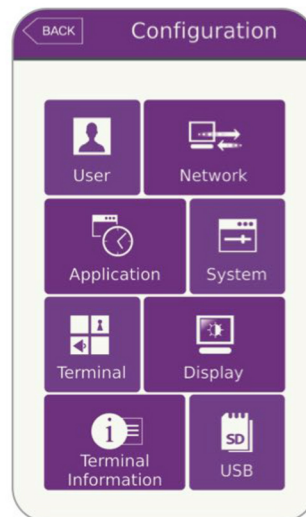 BACK
Configuration
User
Network
Application
System
Terminal
Display
i
Terminal
Information
SD
USB